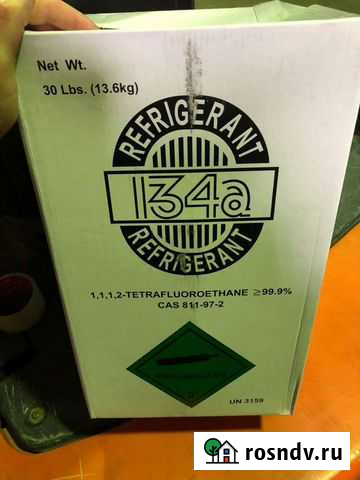 Net Wt.
30 Lbs. (13.6kg)
REFRIGERANT
134a
REFRIGERANT
1,1,1,2-TETRAFLUOROETHANE ≥99.9%
CAS 811-97-2
UN 3159
rosndv.ru